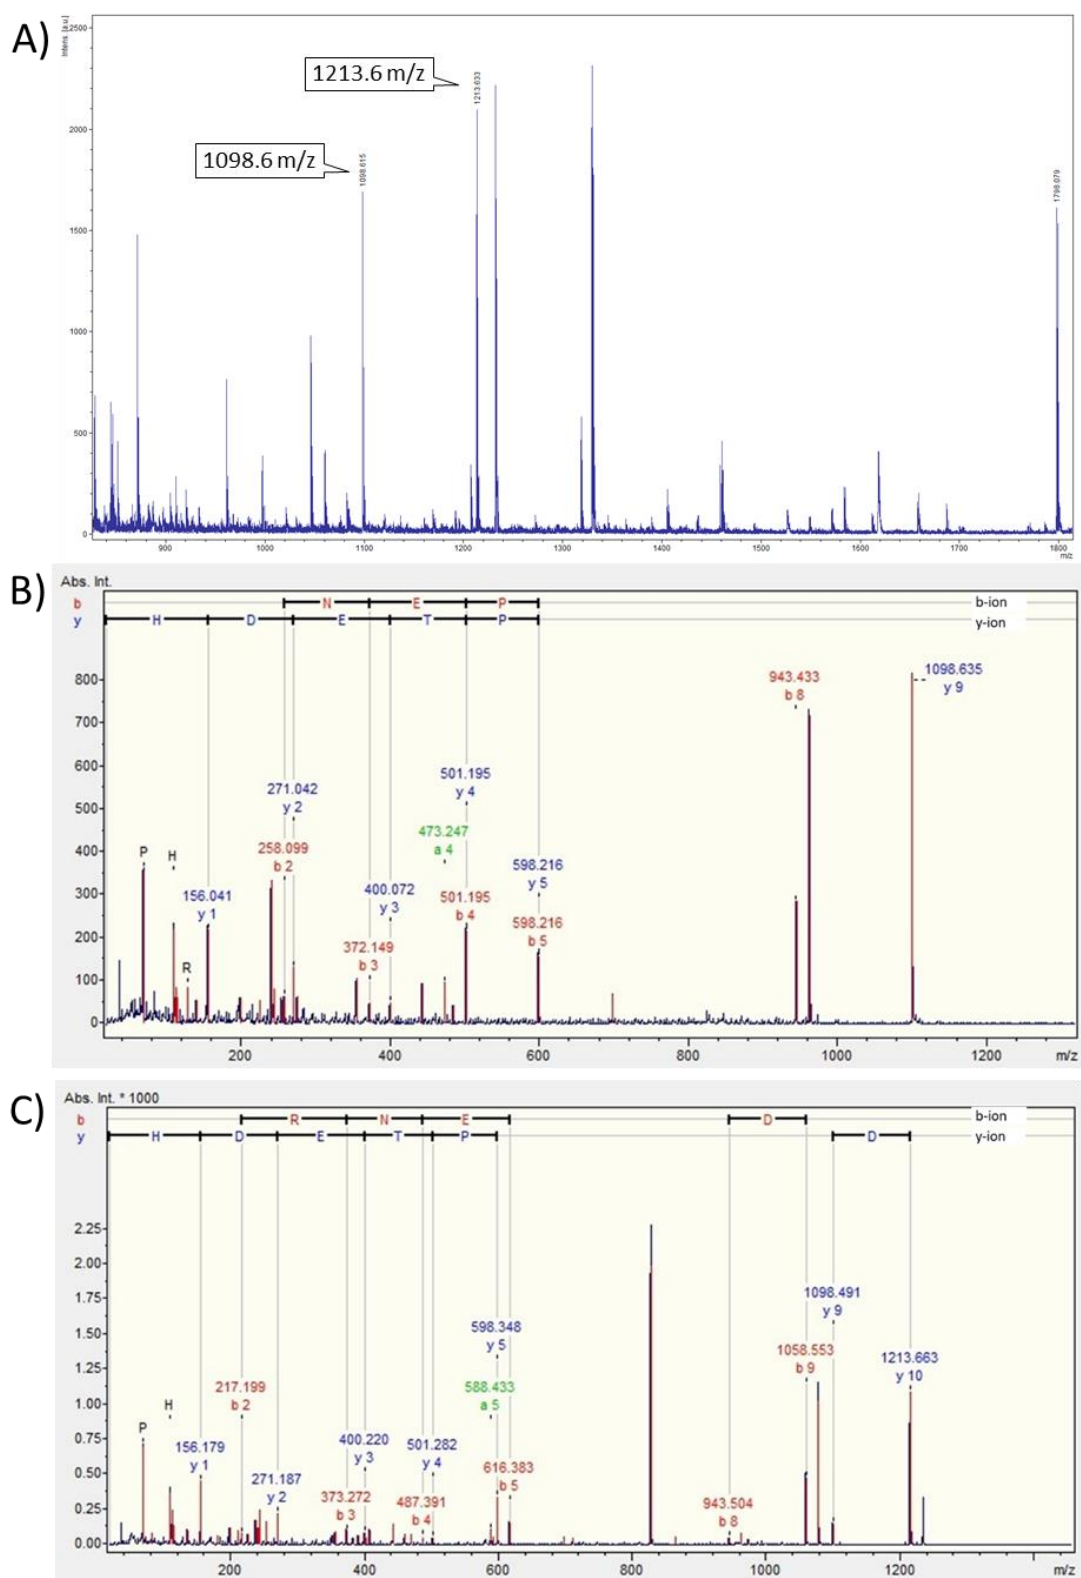 A)
Intens. [a.u.]
2500
2000
1500
1000
500
0
1213.6 m/z
1098.6 m/z
1098.615
1213.633
1798.079
900
1000
1100
1200
1300
1400
1500
1600
1700
1800
m/z
B)
Abs. Int.
b N E P b-ion
y H D E T P y-ion
800
700
600
500
400
300
200
100
0
943.433
b 8
1098.635
y 9
271.042
y 2
501.195
y 4
258.099
b 2
473.247
a 4
P H
156.041
y 1
400.072
y 3
501.195
b 4
598.216
y 5
R
372.149
b 3
598.216
b 5
200 400 600 800 1000 1200 m/z
C)
Abs. Int. * 1000
b R N E D b-ion
y H D E T P D y-ion
2.25
2.00
1.75
1.50
1.25
1.00
0.75
0.50
0.25
0.00
1098.491
y 9
598.348
y 5
1058.553
b 9
1213.663
y 10
217.199
b 2
588.433
a 5
P H
156.179
y 1
400.220
y 3
501.282
y 4
271.187
y 2
616.383
b 5
373.272
b 3
487.391
b 4
943.504
b 8
200 400 600 800 1000 1200 m/z